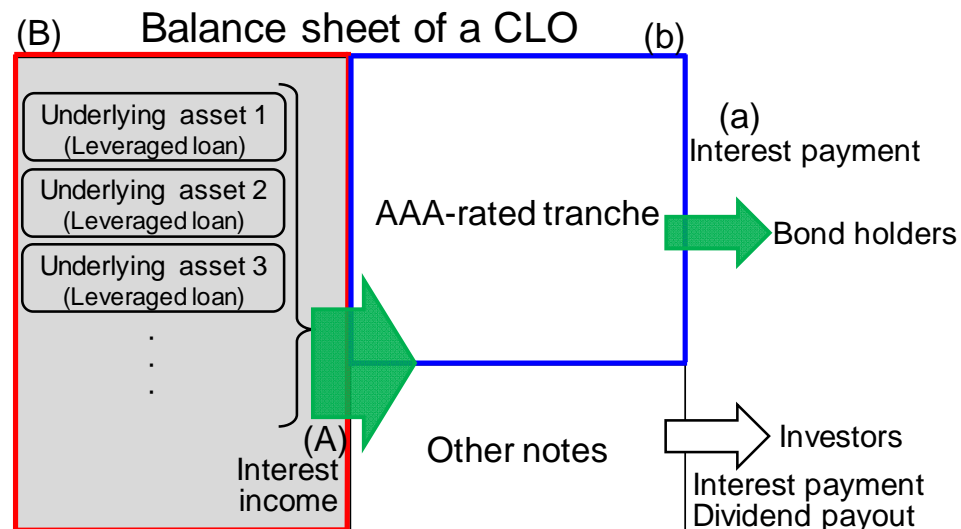 Balance sheet of a CLO
(B)
(b)
Underlying asset 1
(Leveraged loan)
Underlying asset 2
(Leveraged loan)
Underlying asset 3
(Leveraged loan)
.
.
.
(A)
Interest
income
AAA-rated tranche
Other notes
(a)
Interest payment
Bond holders
Investors
Interest payment
Dividend payout